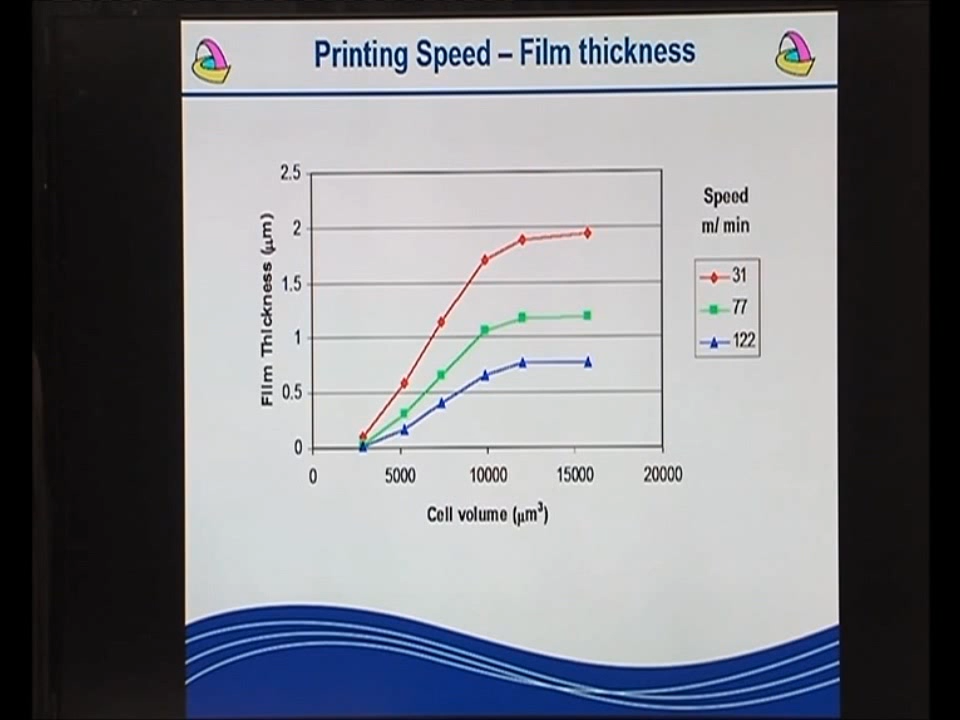 Printing Speed – Film thickness
2.5
2
1.5
1
0.5
0
Film Thickness (μm)
0 5000 10000 15000 20000
Cell volume (μm³)
Speed
m/ min
31
77
122